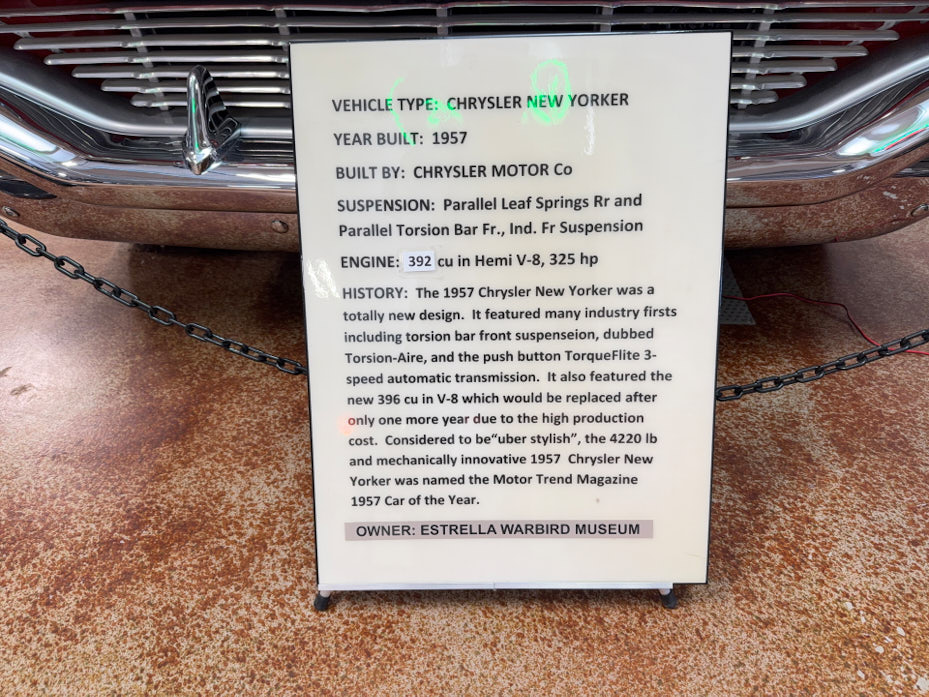 VEHICLE TYPE: CHRYSLER NEW YORKER
YEAR BUILT: 1957
BUILT BY: CHRYSLER MOTOR Co
SUSPENSION: Parallel Leaf Springs Rr and
Parallel Torsion Bar Fr., Ind. Fr Suspension
ENGINE: 392 cu in Hemi V-8, 325 hp
HISTORY: The 1957 Chrysler New Yorker was a
totally new design. It featured many industry firsts
including torsion bar front suspenseion, dubbed
Torsion-Aire, and the push button TorqueFlite 3-
speed automatic transmission. It also featured the
new 396 cu in V-8 which would be replaced after
only one more year due to the high production
cost. Considered to be“uber stylish”, the 4220 lb
and mechanically innovative 1957 Chrysler New
Yorker was named the Motor Trend Magazine
1957 Car of the Year.
OWNER: ESTRELLA WARBIRD MUSEUM